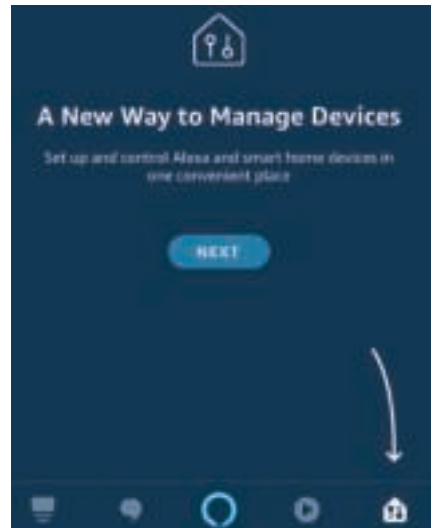 A New Way to Manage Devices
Set up and control Alexa and smart home devices in
one convenient place
NEXT